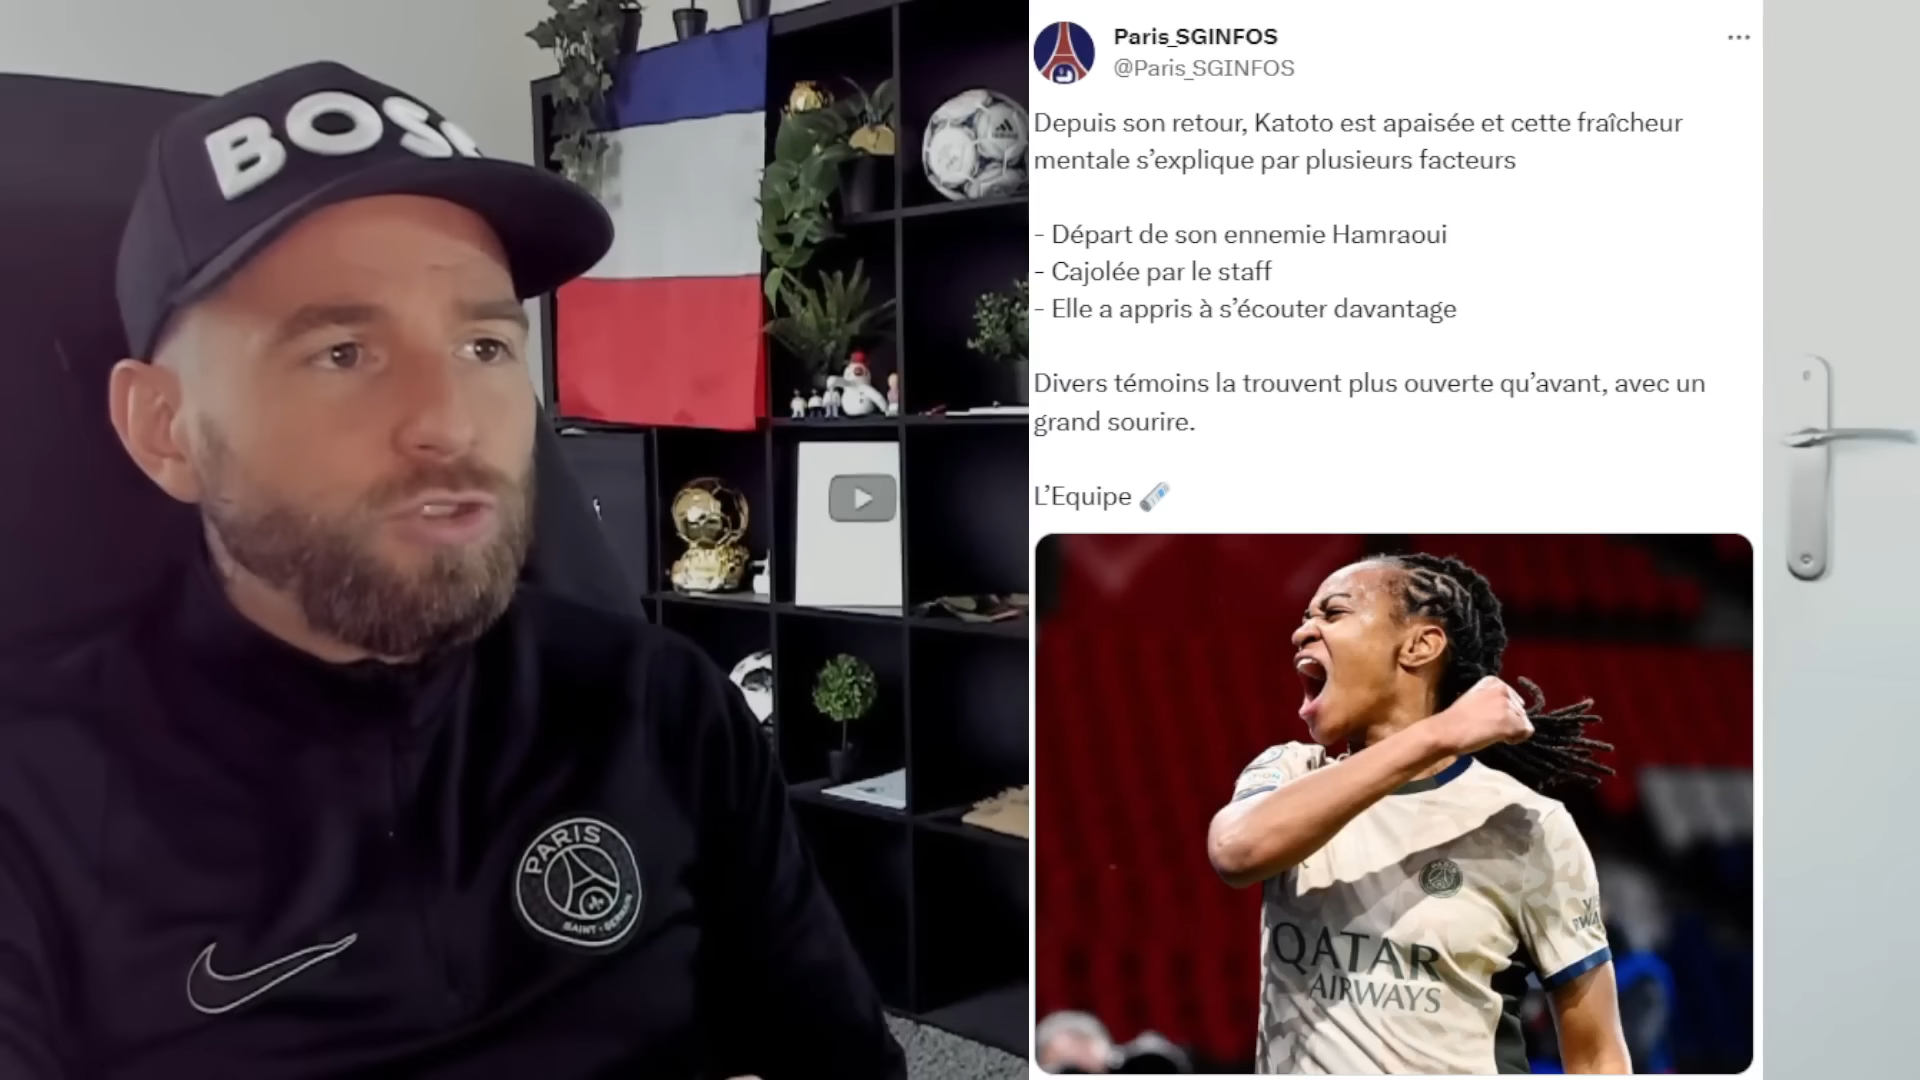 BOSS
PARIS
SAINT-GERMAIN
Paris_SGINFOS
@Paris_SGINFOS
Depuis son retour, Katoto est apaisée et cette fraîcheur
mentale s’explique par plusieurs facteurs
- Départ de son ennemie Hamraoui
- Cajolée par le staff
- Elle a appris à s’écouter davantage
Divers témoins la trouvent plus ouverte qu’avant, avec un
grand sourire.
L’Equipe
QATAR
AIRWAYS